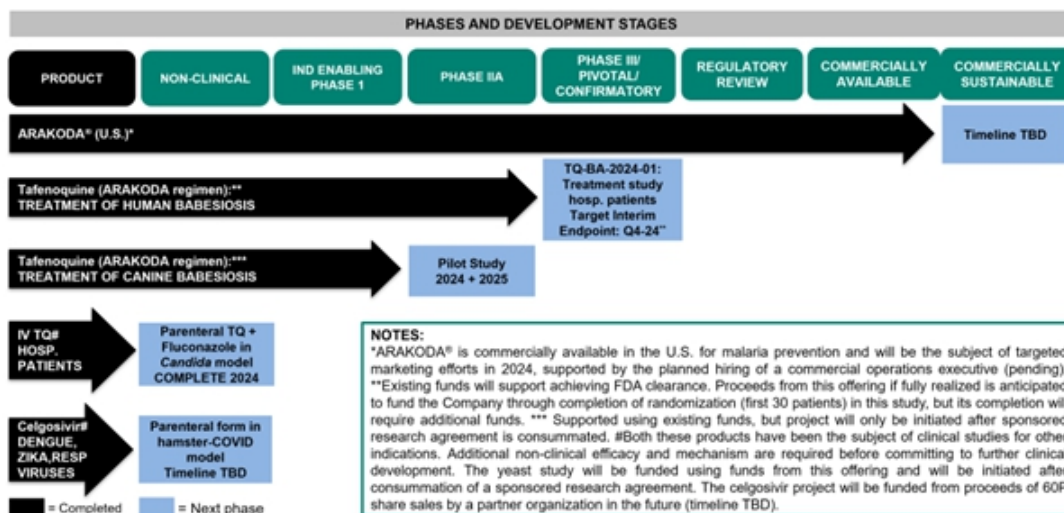 PHASES AND DEVELOPMENT STAGES
PRODUCT
NON-CLINICAL
IND ENABLING
PHASE 1
PHASE IIA
PHASE III/
PIVOTAL/
CONFIRMATORY
REGULATORY
REVIEW
COMMERCIALLY
AVAILABLE
COMMERCIALLY
SUSTAINABLE
ARAKODA® (U.S.)*
Timeline TBD
Tafenoquine (ARAKODA regimen):**
TREATMENT OF HUMAN BABESIOSIS
TQ-BA-2024-01:
Treatment study
hosp. patients
Target Interim
Endpoint: Q4-24**
Tafenoquine (ARAKODA regimen):***
TREATMENT OF CANINE BABESIOSIS
Pilot Study
2024 + 2025
IV TQ#
HOSP.
PATIENTS
Parenteral TQ +
Fluconazole in
Candida model
COMPLETE 2024
Celgosivir#
DENGUE,
ZIKA,RESP
VIRUSES
Parenteral form in
hamster-COVID
model
Timeline TBD
= Completed
= Next phase
NOTES:
*ARAKODA® is commercially available in the U.S. for malaria prevention and will be the subject of targeted
marketing efforts in 2024, supported by the planned hiring of a commercial operations executive (pending)
**Existing funds will support achieving FDA clearance. Proceeds from this offering if fully realized is anticipated
to fund the Company through completion of randomization (first 30 patients) in this study, but its completion wil
require additional funds. *** Supported using existing funds, but project will only be initiated after sponsored
research agreement is consummated. #Both these products have been the subject of clinical studies for other
indications. Additional non-clinical efficacy and mechanism are required before committing to further clinical
development. The yeast study will be funded using funds from this offering and will be initiated after
consummation of a sponsored research agreement. The celgosivir project will be funded from proceeds of 60P
share sales by a partner organization in the future (timeline TBD).